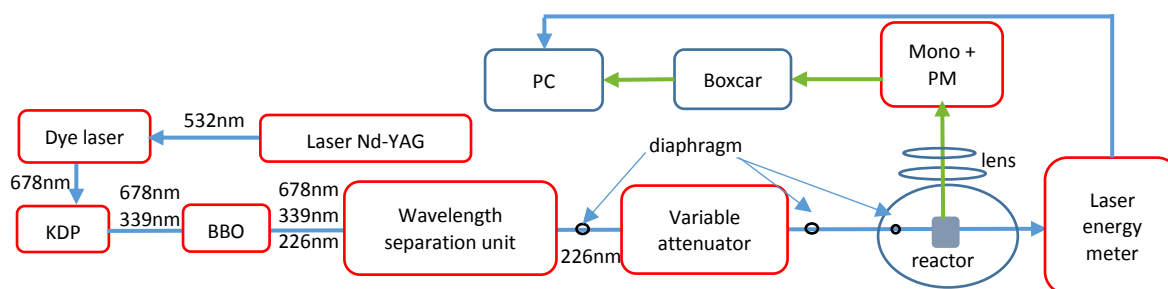 PC
Boxcar
Mono +
PM
Dye laser
532nm
Laser Nd-YAG
diaphragm
lens
678nm
KDP
678nm
339nm
BBO
678nm
339nm
226nm
Wavelength
separation unit
226nm
Variable
attenuator
reactor
Laser
energy
meter